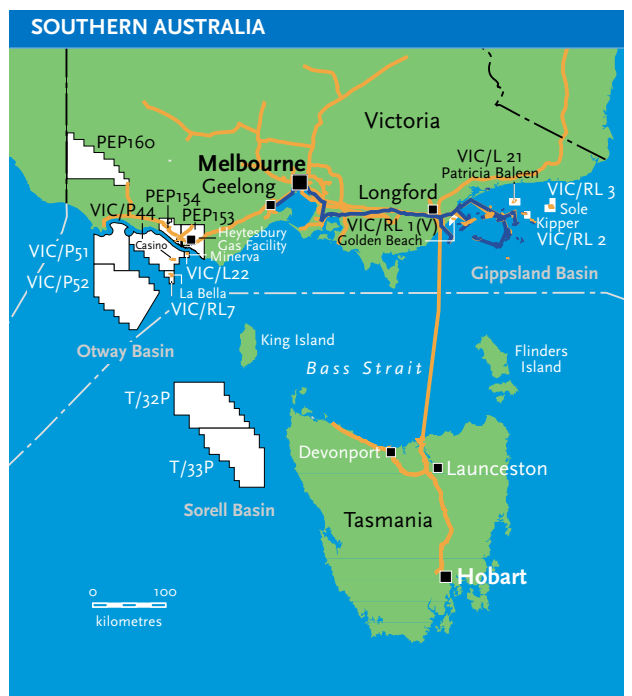 SOUTHERN AUSTRALIA
PEP160
Victoria
Melbourne
Geelong
VIC/L 21
Patricia Baleen
Longford
VIC/RL 3
Sole
PEP154
VIC/P44
PEP153
VIC/RL 1(V)
Golden Beach
Kipper
VIC/RL 2
Heytesbury
Gas Facility
Casino
Minerva
VIC/P51
VIC/L22
VIC/P52
La Bella
VIC/RL7
Gippsland Basin
Otway Basin
King Island
Bass Strait
Flinders
Island
T/32P
T/33P
Devonport
Launceston
Sorell Basin
Tasmania
Hobart
0 100
kilometres